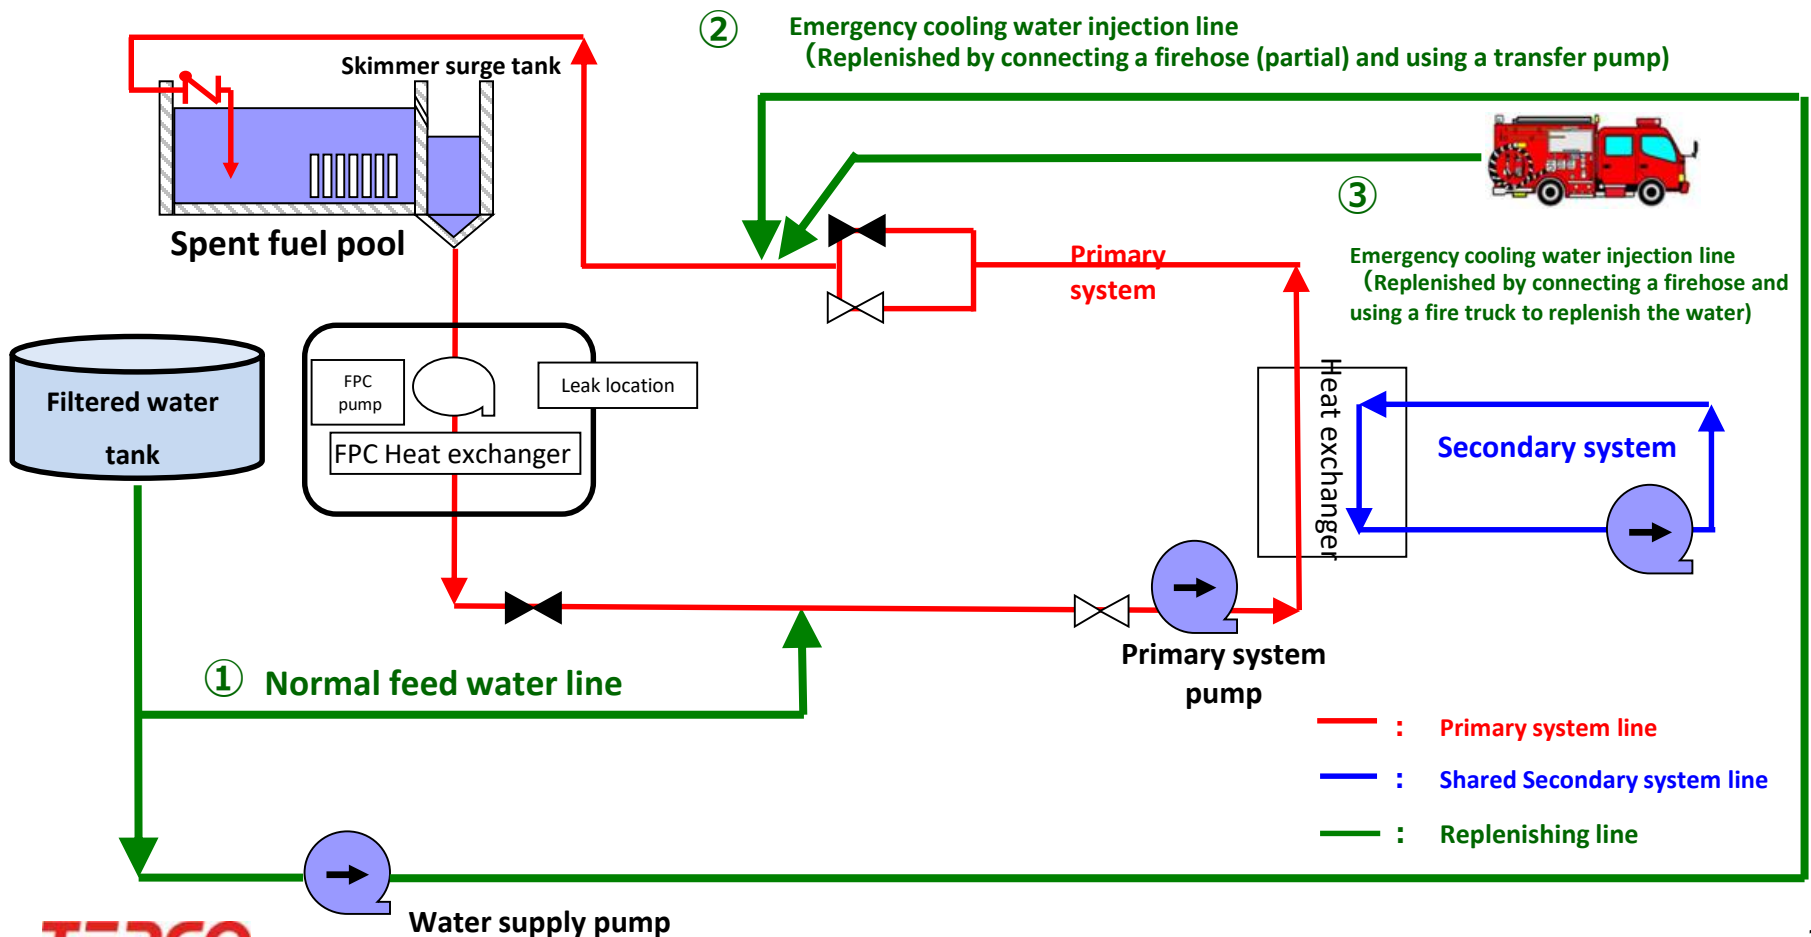 ② Emergency cooling water injection line
（Replenished by connecting a firehose (partial) and using a transfer pump)
Skimmer surge tank
Spent fuel pool
③
Emergency cooling water injection line
（Replenished by connecting a firehose and
using a fire truck to replenish the water)
Primary
system
Filtered water
tank
FPC
pump
Leak location
FPC Heat exchanger
Heat exchanger
Secondary system
Primary system
pump
① Normal feed water line
: Primary system line
: Shared Secondary system line
: Replenishing line
Water supply pump